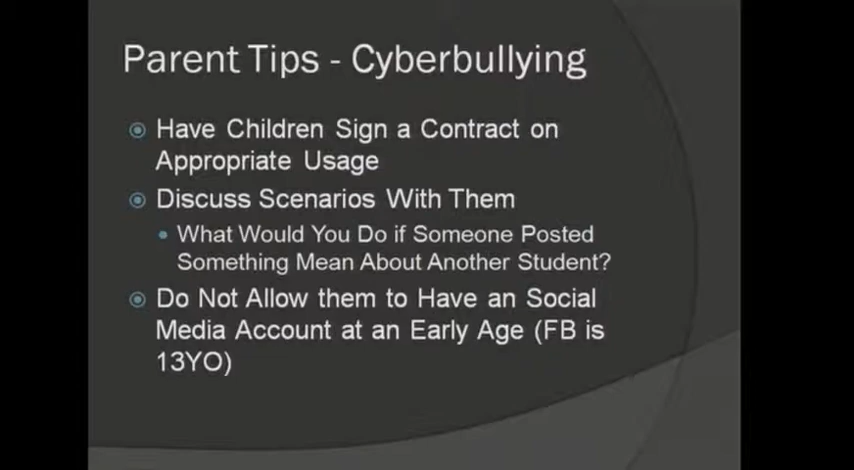 Parent Tips - Cyberbullying
Have Children Sign a Contract on
Appropriate Usage
Discuss Scenarios With Them
What Would You Do if Someone Posted
Something Mean About Another Student?
Do Not Allow them to Have an Social
Media Account at an Early Age (FB is
13YO)